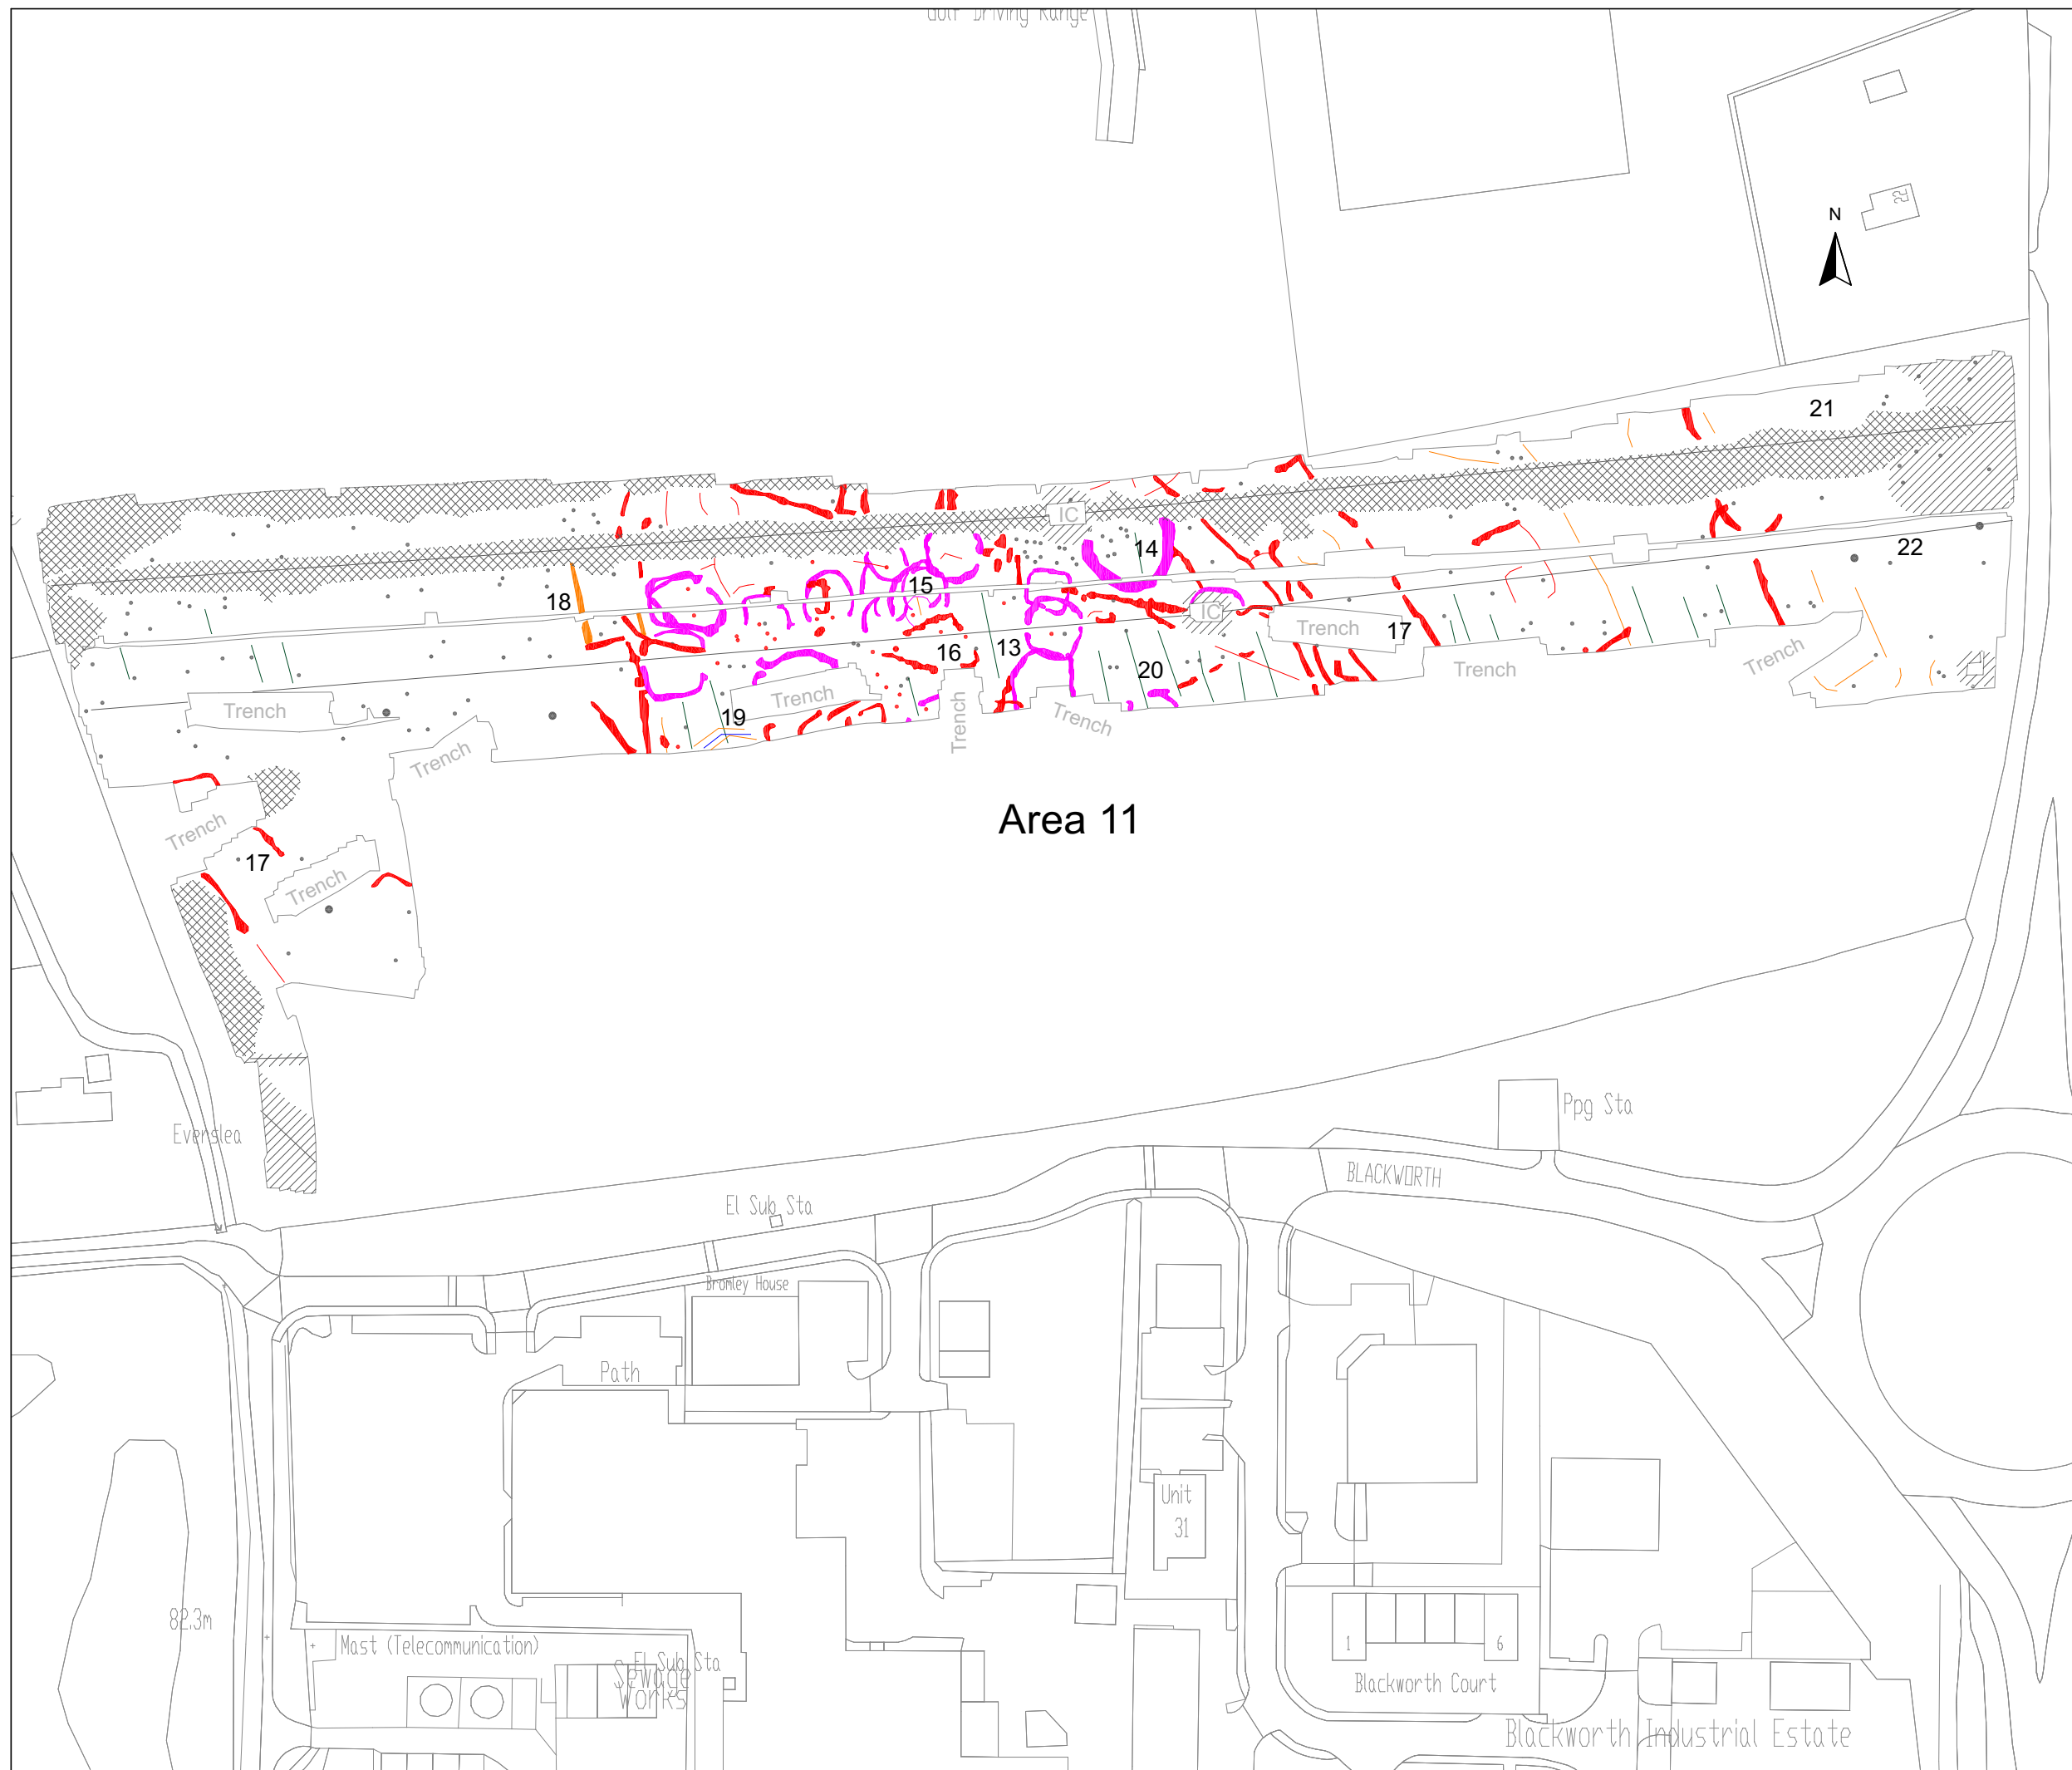 Golf Driving Range
25
N
21
IC
14
22
15
18
IC
Trench
17
13
16
20
Trench
Trench
Trench
Trench
19
Trench
Trench
Trench
Area 11
Trench
17
Trench
Ppg Sta
Everslea
BLACKWORTH
El Sub Sta
Bromley House
Path
Unit
31
82.3m
Mast (Telecommunication)
El Sub Sta
Sewage
Works
1
6
Blackworth Court
Blackworth Industrial Estate